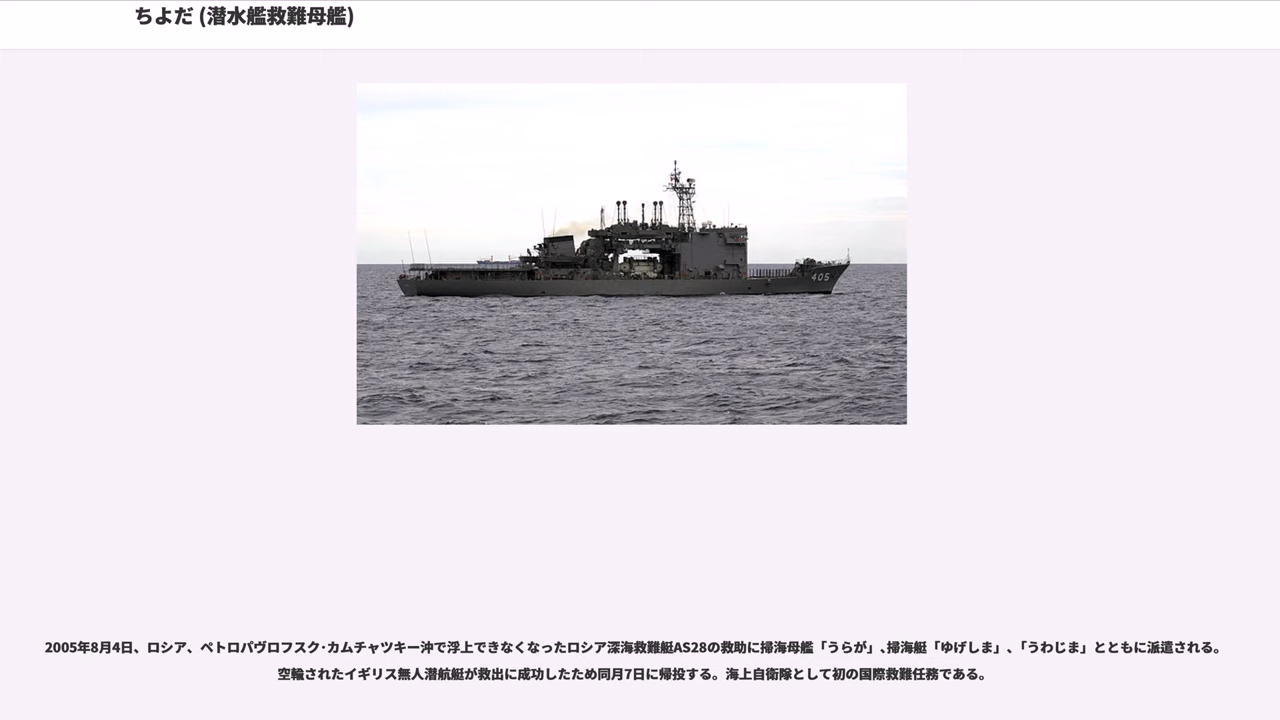 ちよだ (潜水艦救難母艦)
405
2005年8月4日、ロシア、ペトロパヴロフスク・カムチャツキー沖で浮上できなくなったロシア深海救難艇AS28の救助に掃海母艦「うらが」､掃海艇「ゆげしま」、「うわじま」とともに派遣される。
空輸されたイギリス無人潜航艇が救出に成功したため同月7日に帰投する。海上自衛隊として初の国際救難任務である。